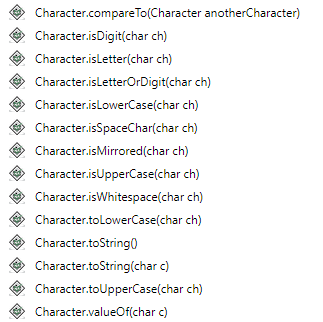 Character.compareTo(Character anotherCharacter)
Character.isDigit(char ch)
Character.isLetter(char ch)
Character.isLetterOrDigit(char ch)
Character.isLowerCase(char ch)
Character.isSpaceChar(char ch)
Character.isMirrored(char ch)
Character.isUpperCase(char ch)
Character.isWhitespace(char ch)
Character.toLowerCase(char ch)
Character.toString()
Character.toString(char c)
Character.toUpperCase(char ch)
Character.valueOf(char c)